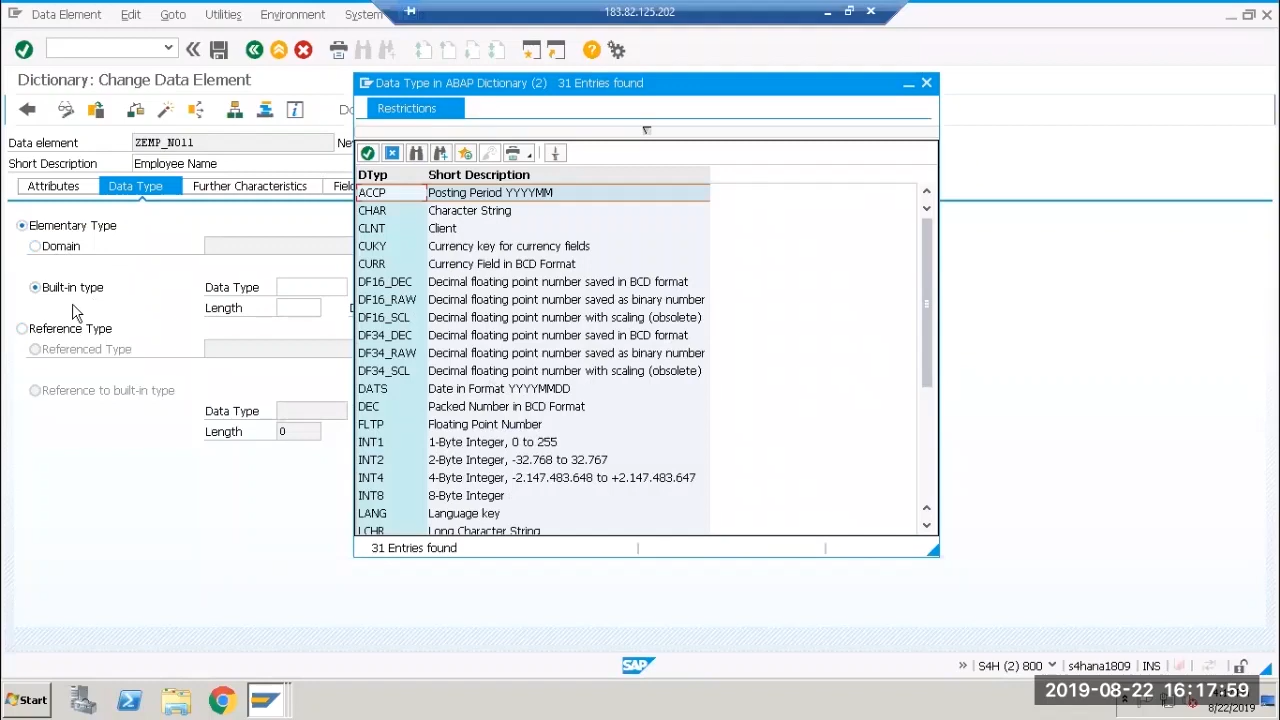 183.82.125.202
Data Element Edit Goto Utilities Environment System
Dictionary: Change Data Element
Data element ZEMP_NO11
Short Description Employee Name
Attributes Data Type Further Characteristics
Elementary Type
Domain
Built-in type Data Type
Length
Reference Type
Referenced Type
Reference to built-in type
Data Type
Length 0
Data Type in ABAP Dictionary (2) 31 Entries found
Restrictions
DTyp Short Description
ACCP Posting Period YYYYMM
CHAR Character String
CLNT Client
CUKY Currency key for currency fields
CURR Currency Field in BCD Format
DF16_DEC Decimal floating point number saved in BCD format
DF16_RAW Decimal floating point number saved as binary number
DF16_SCL Decimal floating point number with scaling (obsolete)
DF34_DEC Decimal floating point number saved in BCD format
DF34_RAW Decimal floating point number saved as binary number
DF34_SCL Decimal floating point number with scaling (obsolete)
DATS Date in Format YYYYMMDD
DEC Packed Number in BCD Format
FLTP Floating Point Number
INT1 1-Byte Integer, 0 to 255
INT2 2-Byte Integer, -32.768 to 32.767
INT4 4-Byte Integer, -2.147.483.648 to +2.147.483.647
INT8 8-Byte Integer
LANG Language key
LCHR Long Character String
31 Entries found
SAP
S4H (2) 800 s4hana1809 INS
Start
2019-08-22 16:17:59
8/22/2019